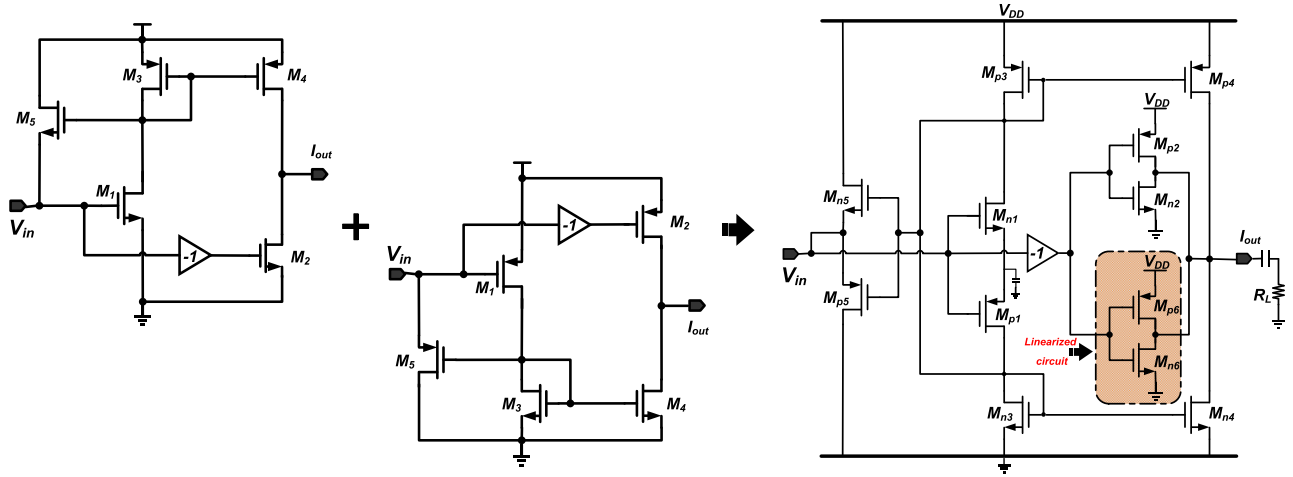 M3
M4
M5
Iout
M1
Vin
-1
M2
+
-1
M2
Vin
M1
Iout
M5
M3
M4
VDD
Mp3
Mp4
VDD
Mp2
Mn5
Mn1
Mn2
Vin
-1
Iout
VDD
RL
Mp5
Mp1
Mp6
Linearized
circuit
Mn6
Mn3
Mn4